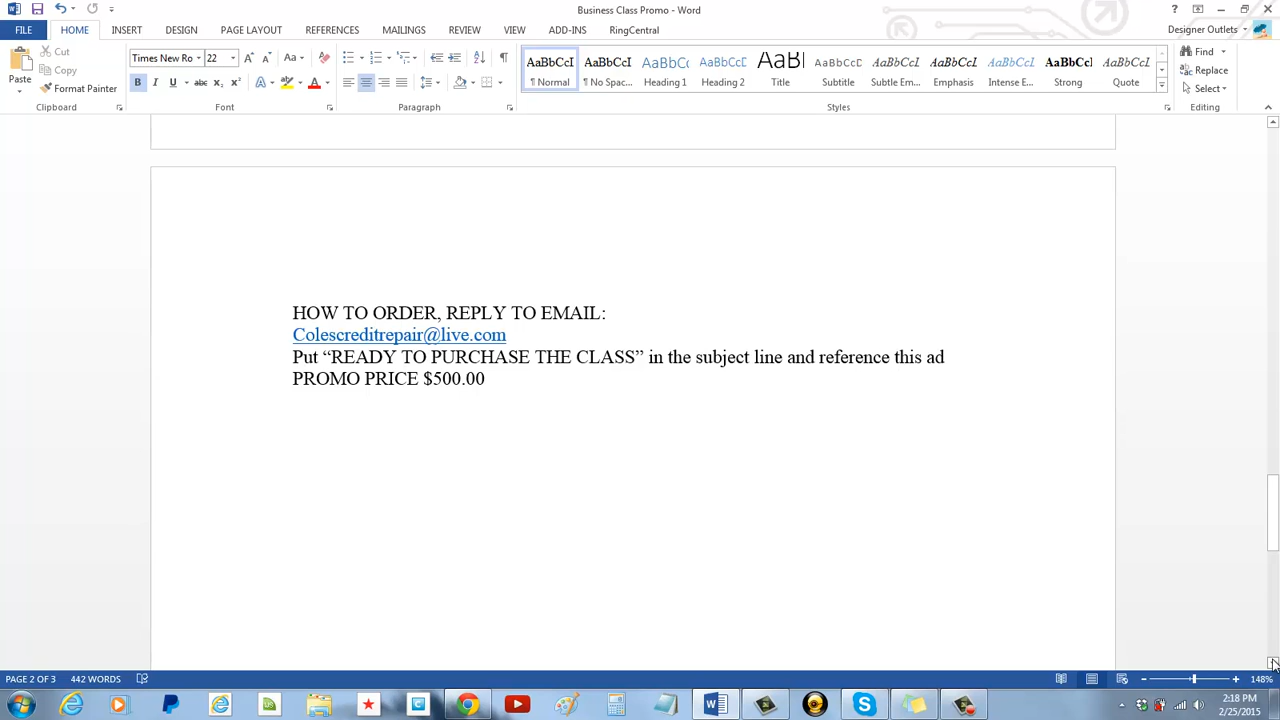 Business Class Promo - Word
FILE HOME INSERT DESIGN PAGE LAYOUT REFERENCES MAILINGS REVIEW VIEW ADD-INS RingCentral Designer Outlets
Paste Cut Copy Format Painter
Times New Ro 22
AaBbCcI AaBbCcI AaBbC AaBbCcE AaB AaBbCcD AaBbCcI AaBbCcI AaBbCcI AaBbCcI AaBbCcI
¶ Normal ¶ No Spac... Heading 1 Heading 2 Title Subtitle Subtle Em... Emphasis Intense E... Strong Quote
Find Replace Select
Clipboard Font Paragraph Styles Editing
HOW TO ORDER, REPLY TO EMAIL:
Colescreditrepair@live.com
Put “READY TO PURCHASE THE CLASS” in the subject line and reference this ad
PROMO PRICE $500.00
PAGE 2 OF 3 442 WORDS 148%
2:18 PM
2/25/2015